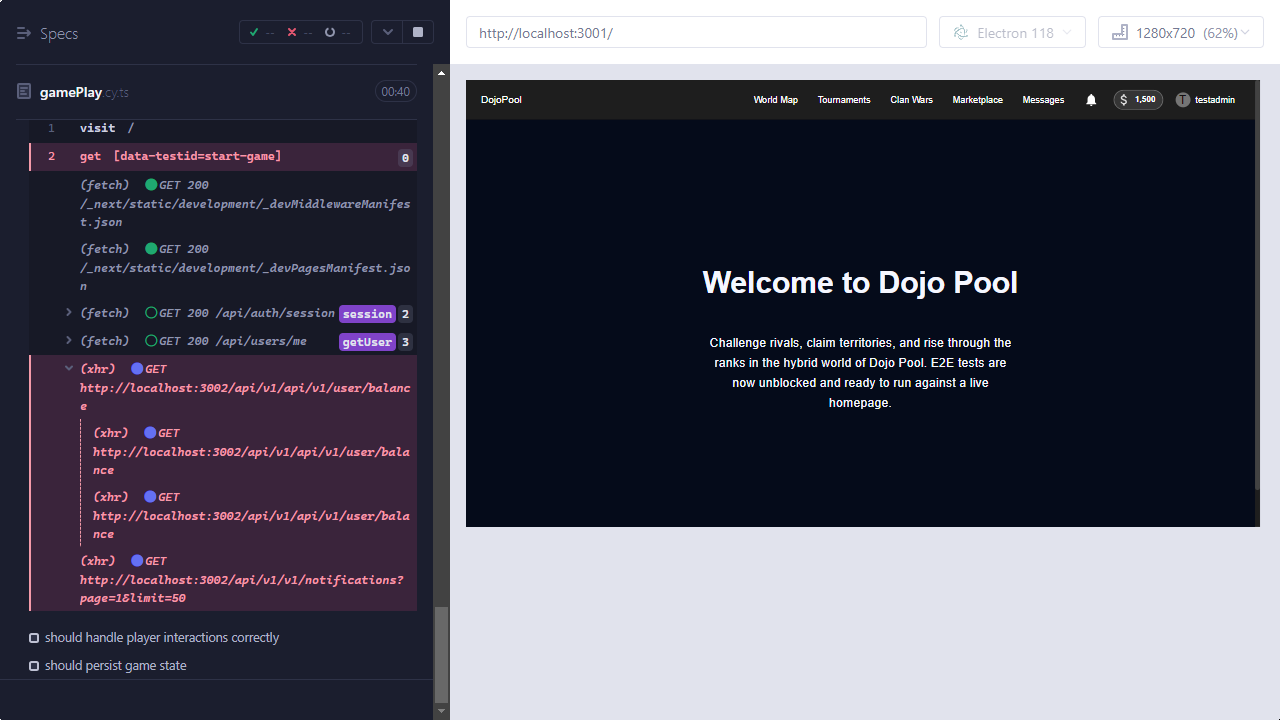 Specs
-- -- --
gamePlay.cy.ts 00:40
1 visit /
2 get [data-testid=start-game] 0
(fetch) GET 200
/_next/static/development/_devMiddlewareManifes
t.json
(fetch) GET 200
/_next/static/development/_devPagesManifest.jso
n
(fetch) GET 200 /api/auth/session session 2
(fetch) GET 200 /api/users/me getUser 3
(xhr) GET
http://localhost:3002/api/v1/api/v1/user/balanc
e
(xhr) GET
http://localhost:3002/api/v1/api/v1/user/bala
nce
(xhr) GET
http://localhost:3002/api/v1/api/v1/user/bala
nce
(xhr) GET
http://localhost:3002/api/v1/v1/notifications?
page=1&limit=50
should handle player interactions correctly
should persist game state
http://localhost:3001/
Electron 118
1280x720 (62%)
DojoPool World Map Tournaments Clan Wars Marketplace Messages $ 1,500 T testadmin
Welcome to Dojo Pool
Challenge rivals, claim territories, and rise through the
ranks in the hybrid world of Dojo Pool. E2E tests are
now unblocked and ready to run against a live
homepage.